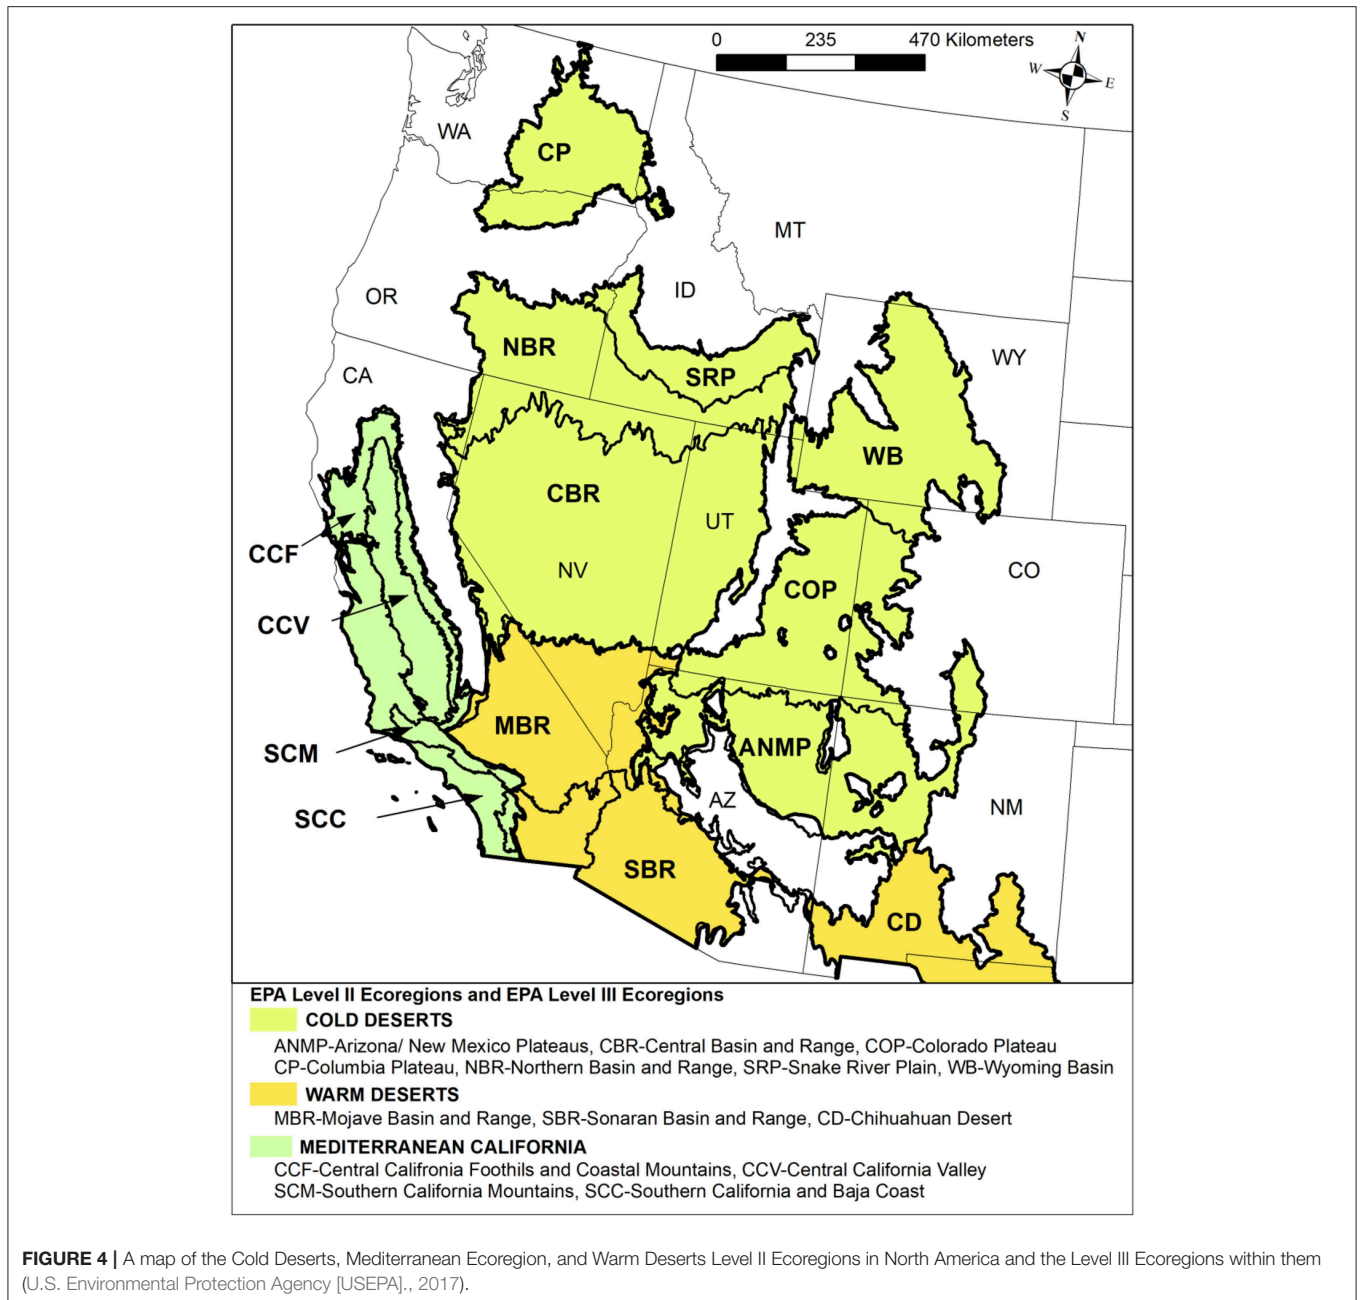 0 235 470 Kilometers
N
W
E
S
WA
CP
MT
OR
ID
NBR
SRP
WY
CA
WB
CBR
UT
CCF
NV
CO
COP
CCV
MBR
ANMP
SCM
AZ
NM
SCC
SBR
CD
EPA Level II Ecoregions and EPA Level III Ecoregions
COLD DESERTS
ANMP-Arizona/ New Mexico Plateaus, CBR-Central Basin and Range, COP-Colorado Plateau
CP-Columbia Plateau, NBR-Northern Basin and Range, SRP-Snake River Plain, WB-Wyoming Basin
WARM DESERTS
MBR-Mojave Basin and Range, SBR-Sonaran Basin and Range, CD-Chihuahuan Desert
MEDITERRANEAN CALIFORNIA
CCF-Central Califronia Foothils and Coastal Mountains, CCV-Central California Valley
SCM-Southern California Mountains, SCC-Southern California and Baja Coast
FIGURE 4 | A map of the Cold Deserts, Mediterranean Ecoregion, and Warm Deserts Level II Ecoregions in North America and the Level III Ecoregions within them
(U.S. Environmental Protection Agency [USEPA]., 2017).